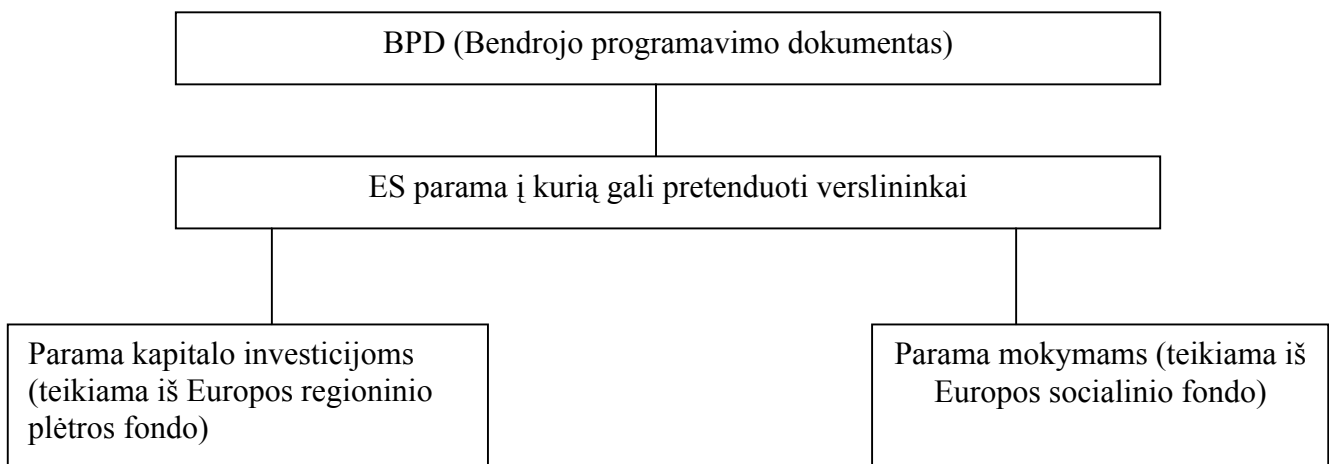 BPD (Bendrojo programavimo dokumentas)
ES parama į kurią gali pretenduoti verslininkai
Parama kapitalo investicijoms
(teikiama iš Europos regioninio
plėtros fondo)
Parama mokymams (teikiama iš
Europos socialinio fondo)